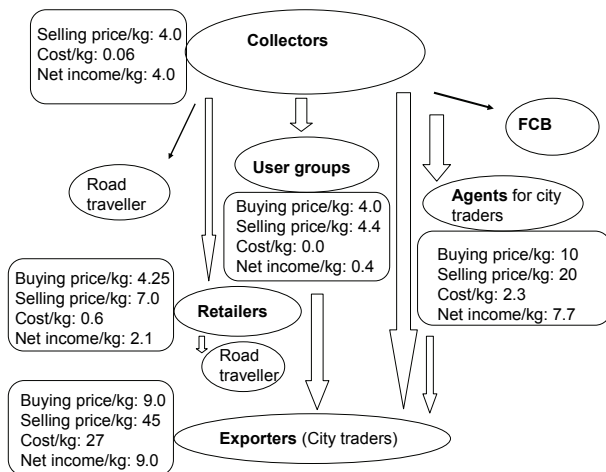 Selling price/kg: 4.0
Cost/kg: 0.06
Net income/kg: 4.0
Collectors
FCB
Road
traveller
User groups
Buying price/kg: 4.0
Selling price/kg: 4.4
Cost/kg: 0.0
Net income/kg: 0.4
Agents for city
traders
Buying price/kg: 10
Selling price/kg: 20
Cost/kg: 2.3
Net income/kg: 7.7
Buying price/kg: 4.25
Selling price/kg: 7.0
Cost/kg: 0.6
Net income/kg: 2.1
Retailers
Road
traveller
Buying price/kg: 9.0
Selling price/kg: 45
Cost/kg: 27
Net income/kg: 9.0
Exporters (City traders)